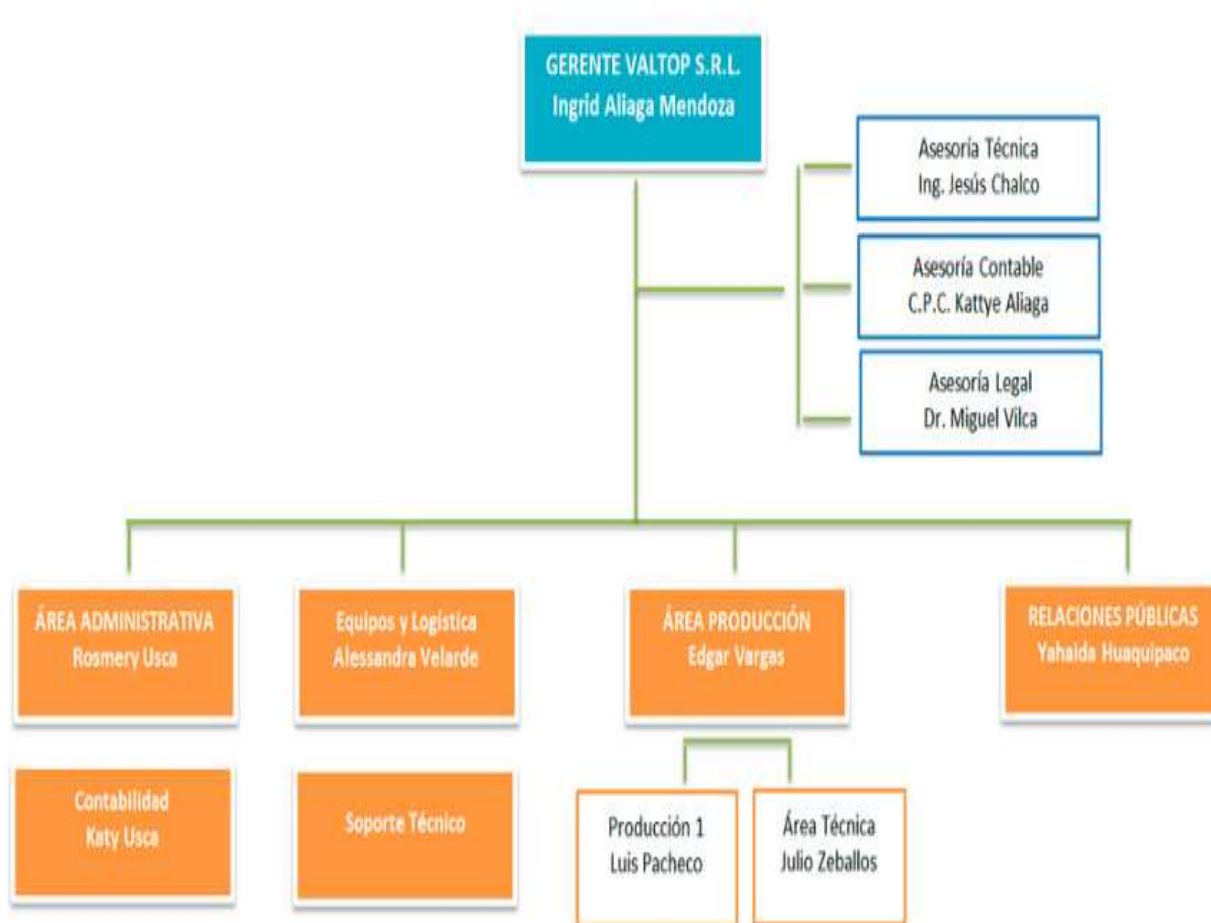 GERENTE VALTOP S.R.L.
Ingrid Aliaga Mendoza
Asesoría Técnica
Ing. Jesús Chalco
Asesoría Contable
C.P.C. Kattye Aliaga
Asesoría Legal
Dr. Miguel Vilca
ÁREA ADMINISTRATIVA
Rosmery Usca
Equipos y Logística
Alessandra Velarde
ÁREA PRODUCCIÓN
Edgar Vargas
RELACIONES PÚBLICAS
Yahaida Huaquipaco
Contabilidad
Katy Usca
Soporte Técnico
Producción 1
Luis Pacheco
Área Técnica
Julio Zeballos